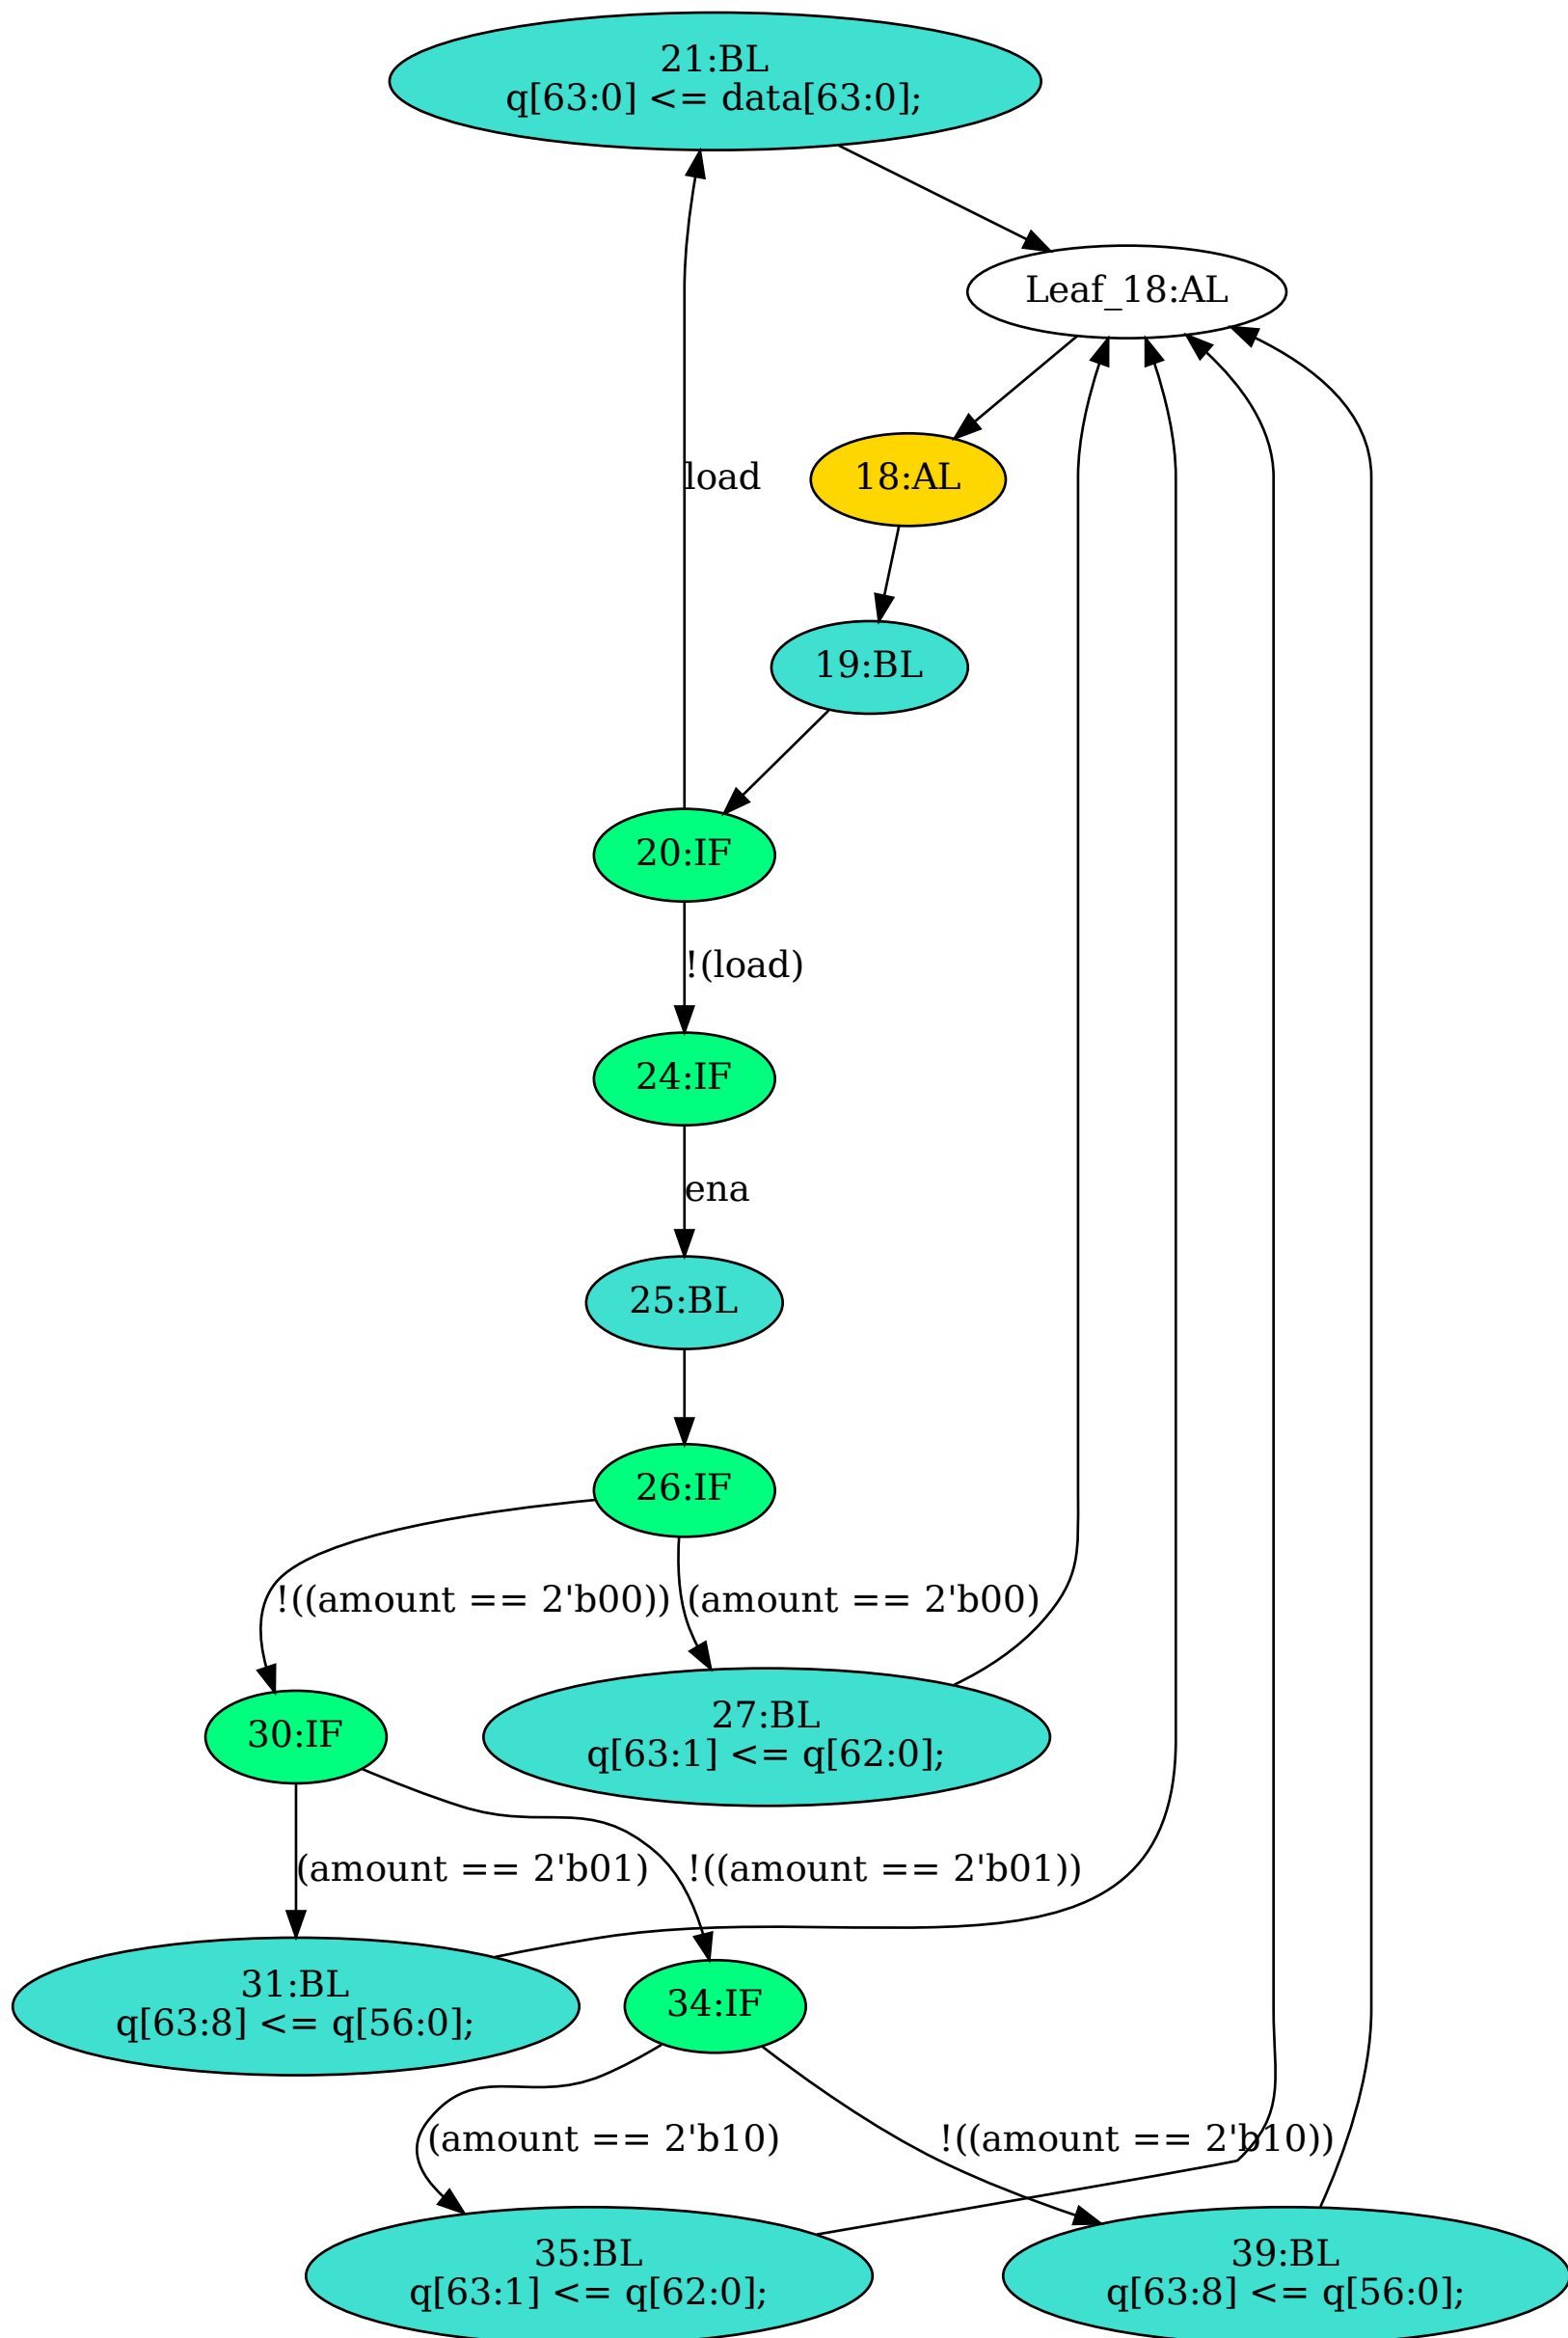 21:BL
q[63:0] <= data[63:0];
Leaf_18:AL
load
18:AL
19:BL
20:IF
!(load)
24:IF
ena
25:BL
26:IF
!((amount == 2'b00))
(amount == 2'b00)
30:IF
27:BL
q[63:1] <= q[62:0];
(amount == 2'b01)
!((amount == 2'b01))
31:BL
q[63:8] <= q[56:0];
34:IF
(amount == 2'b10)
!((amount == 2'b10))
35:BL
q[63:1] <= q[62:0];
39:BL
q[63:8] <= q[56:0];